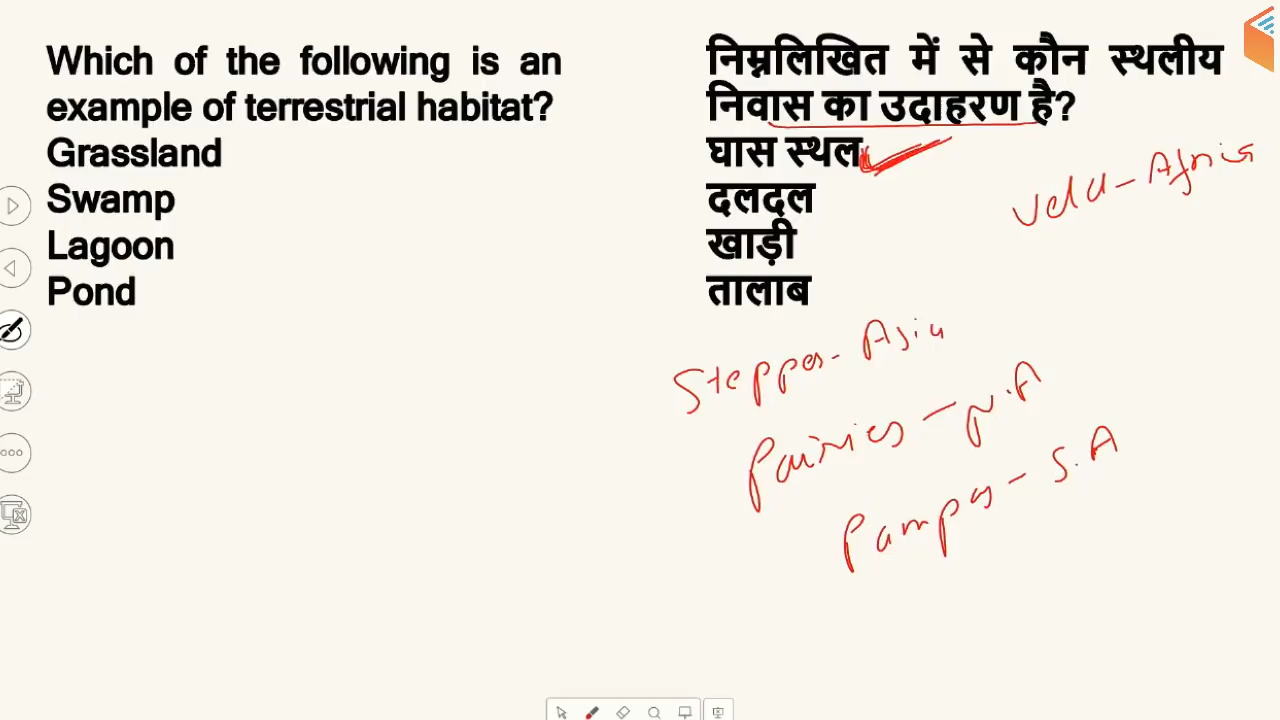 Which of the following is an
example of terrestrial habitat?
Grassland
Swamp
Lagoon
Pond
निम्नलिखित में से कौन स्थलीय
निवास का उदाहरण है?
घास स्थल
दलदल
खाड़ी
तालाब
Veld - Africa
Steppes - Asia
Pairies - N.A
Pampas - S.A